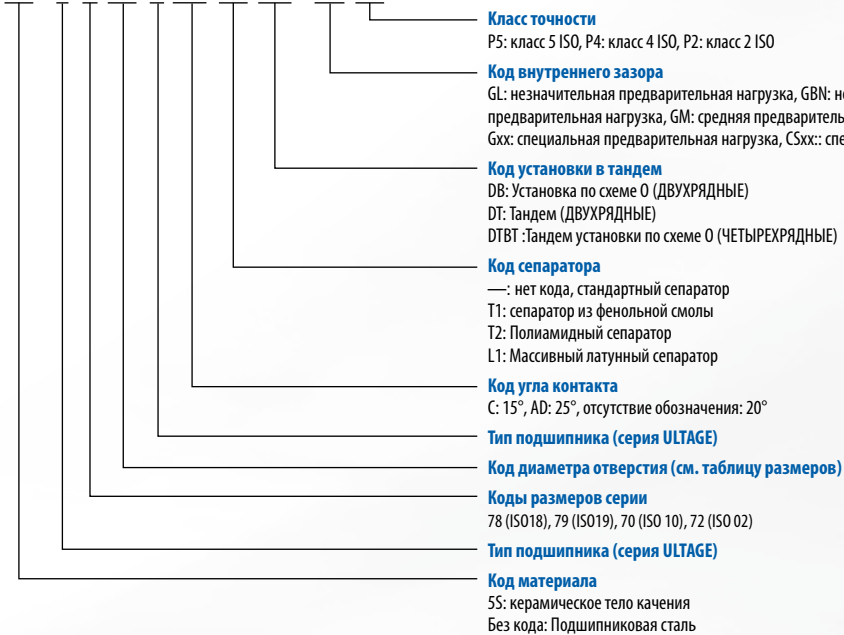 Класс точности
P5: класс 5 ISO, P4: класс 4 ISO, P2: класс 2 ISO
Код внутреннего зазора
GL: незначительная предварительная нагрузка, GBN:
предварительная нагрузка, GM: средняя
Gxx: специальная предварительная нагрузка, CSxx::
Код установки в тандем
DB: Установка по схеме О (ДВУХРЯДНЫЕ)
DT: Тандем (ДВУХРЯДНЫЕ)
DTBT :Тандем установки по схеме О (ЧЕТЫРЕХРЯДНЫЕ)
Код сепаратора
—: нет кода, стандартный сепаратор
T1: сепаратор из фенольной смолы
T2: Полиамидный сепаратор
L1: Массивный латунный сепаратор
Код угла контакта
C: 15°, AD: 25°, отсутствие обозначения: 20°
Тип подшипника (серия ULTAGE)
Код диаметра отверстия (см. таблицу размеров)
Коды размеров серии
78 (ISO18), 79 (ISO19), 70 (ISO 10), 72 (ISO 02)
Тип подшипника (серия ULTAGE)
Код материала
5S: керамическое тело качения
Без кода: Подшипниковая сталь